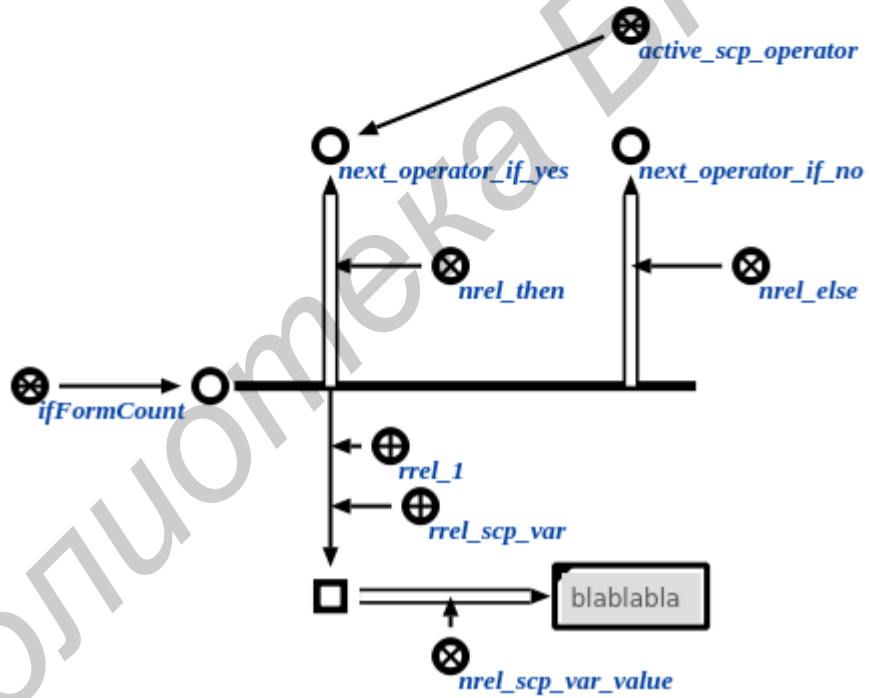 active_scp_operator
next_operator_if_yes
next_operator_if_no
nrel_then
nrel_else
ifFormCount
rrel_1
rrel_scp_var
blablabla
nrel_scp_var_value